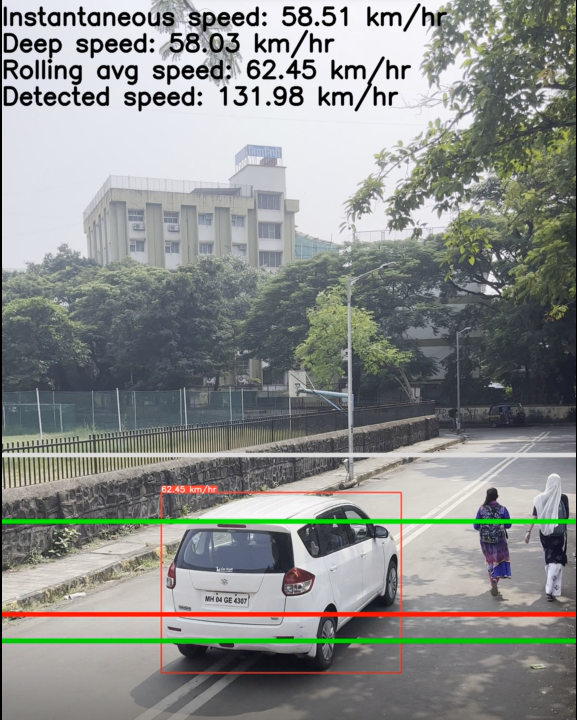 Instantaneous speed: 58.51 km/hr
Deep speed: 58.03 km/hr
Rolling avg speed: 62.45 km/hr
Detected speed: 131.98 km/hr
62.45 km/hr
MH 04 GE 4307